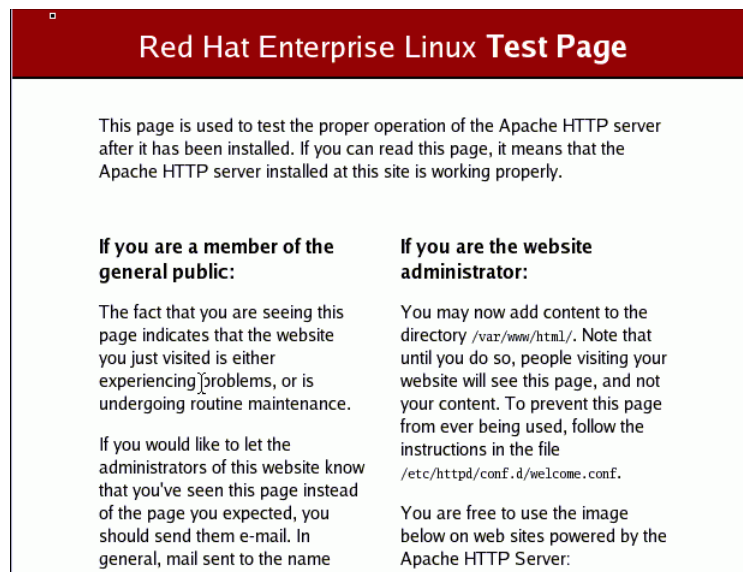 Red Hat Enterprise Linux Test Page
This page is used to test the proper operation of the Apache HTTP server
after it has been installed. If you can read this page, it means that the
Apache HTTP server installed at this site is working properly.
If you are a member of the
general public:
The fact that you are seeing this
page indicates that the website
you just visited is either
experiencing problems, or is
undergoing routine maintenance.
If you would like to let the
administrators of this website know
that you've seen this page instead
of the page you expected, you
should send them e-mail. In
general, mail sent to the name
If you are the website
administrator:
You may now add content to the
directory /var/www/html/. Note that
until you do so, people visiting your
website will see this page, and not
your content. To prevent this page
from ever being used, follow the
instructions in the file
/etc/httpd/conf.d/welcome.conf.
You are free to use the image
below on web sites powered by the
Apache HTTP Server: